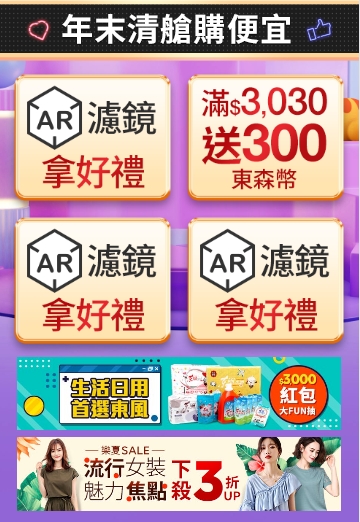 年末清艙購便宜
AR 濾鏡
拿好禮
滿$3,030
送300
東森幣
AR 濾鏡
拿好禮
AR 濾鏡
拿好禮
生活日用
首選東風
$3000
紅包
大FUN抽
樂夏SALE
流行女裝
魅力焦點
下殺3折UP